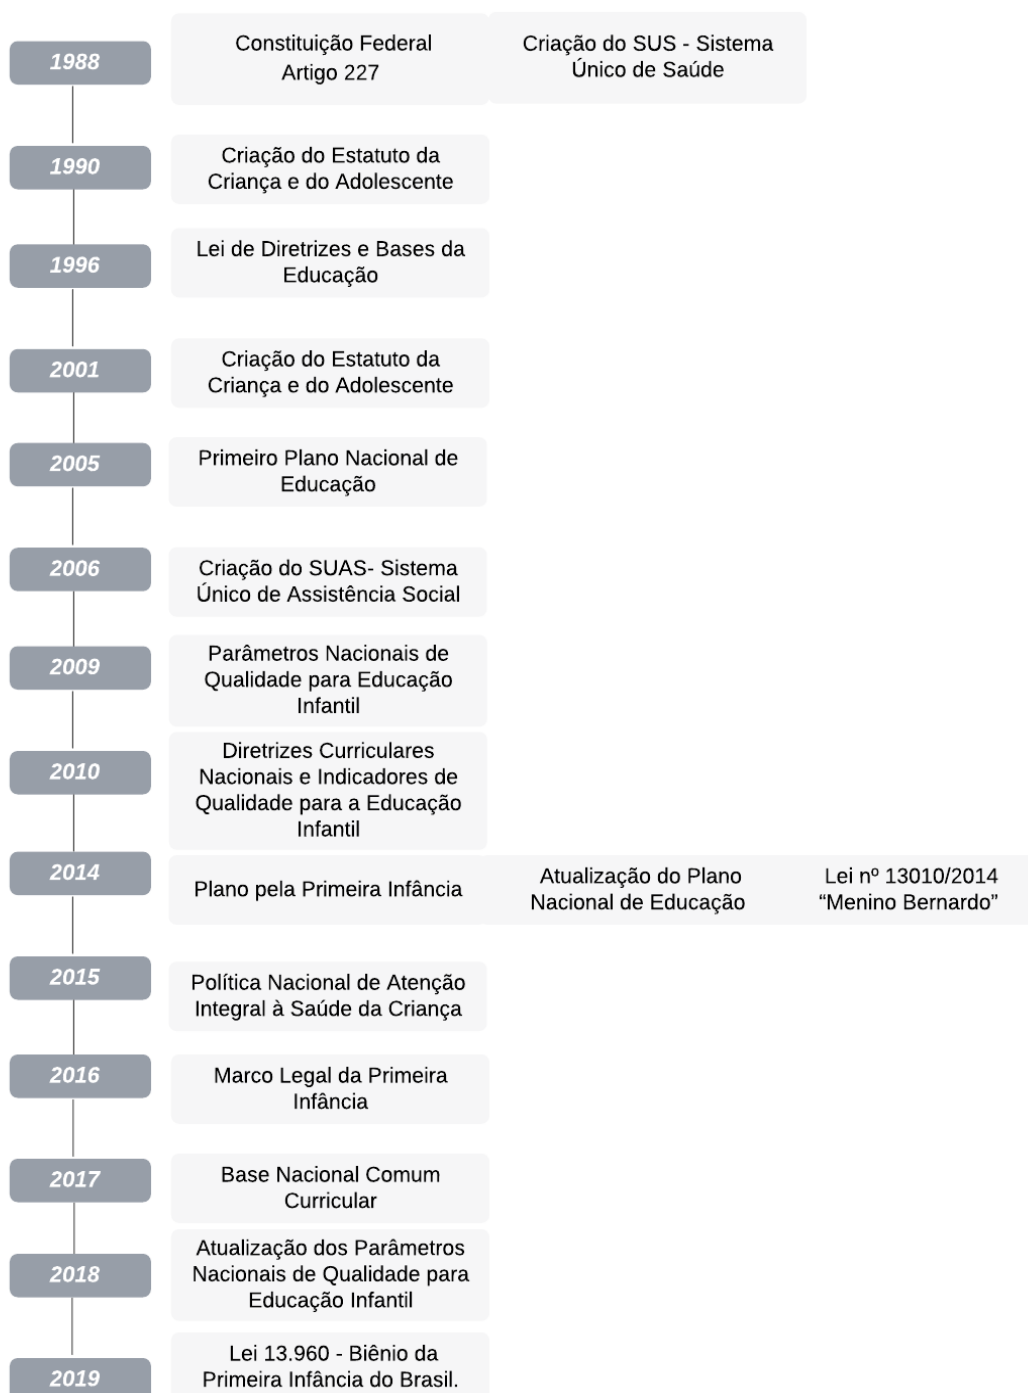 1988
Constituição Federal
Artigo 227
Criação do SUS - Sistema
Único de Saúde
1990
Criação do Estatuto da
Criança e do Adolescente
1996
Lei de Diretrizes e Bases da
Educação
2001
Criação do Estatuto da
Criança e do Adolescente
2005
Primeiro Plano Nacional de
Educação
2006
Criação do SUAS- Sistema
Único de Assistência Social
2009
Parâmetros Nacionais de
Qualidade para Educação
Infantil
2010
Diretrizes Curriculares
Nacionais e Indicadores de
Qualidade para a Educação
Infantil
2014
Plano pela Primeira Infância
Atualização do Plano
Nacional de Educação
Lei nº 13010/2014
“Menino Bernardo”
2015
Política Nacional de Atenção
Integral à Saúde da Criança
2016
Marco Legal da Primeira
Infância
2017
Base Nacional Comum
Curricular
2018
Atualização dos Parâmetros
Nacionais de Qualidade para
Educação Infantil
2019
Lei 13.960 - Biênio da
Primeira Infância do Brasil.